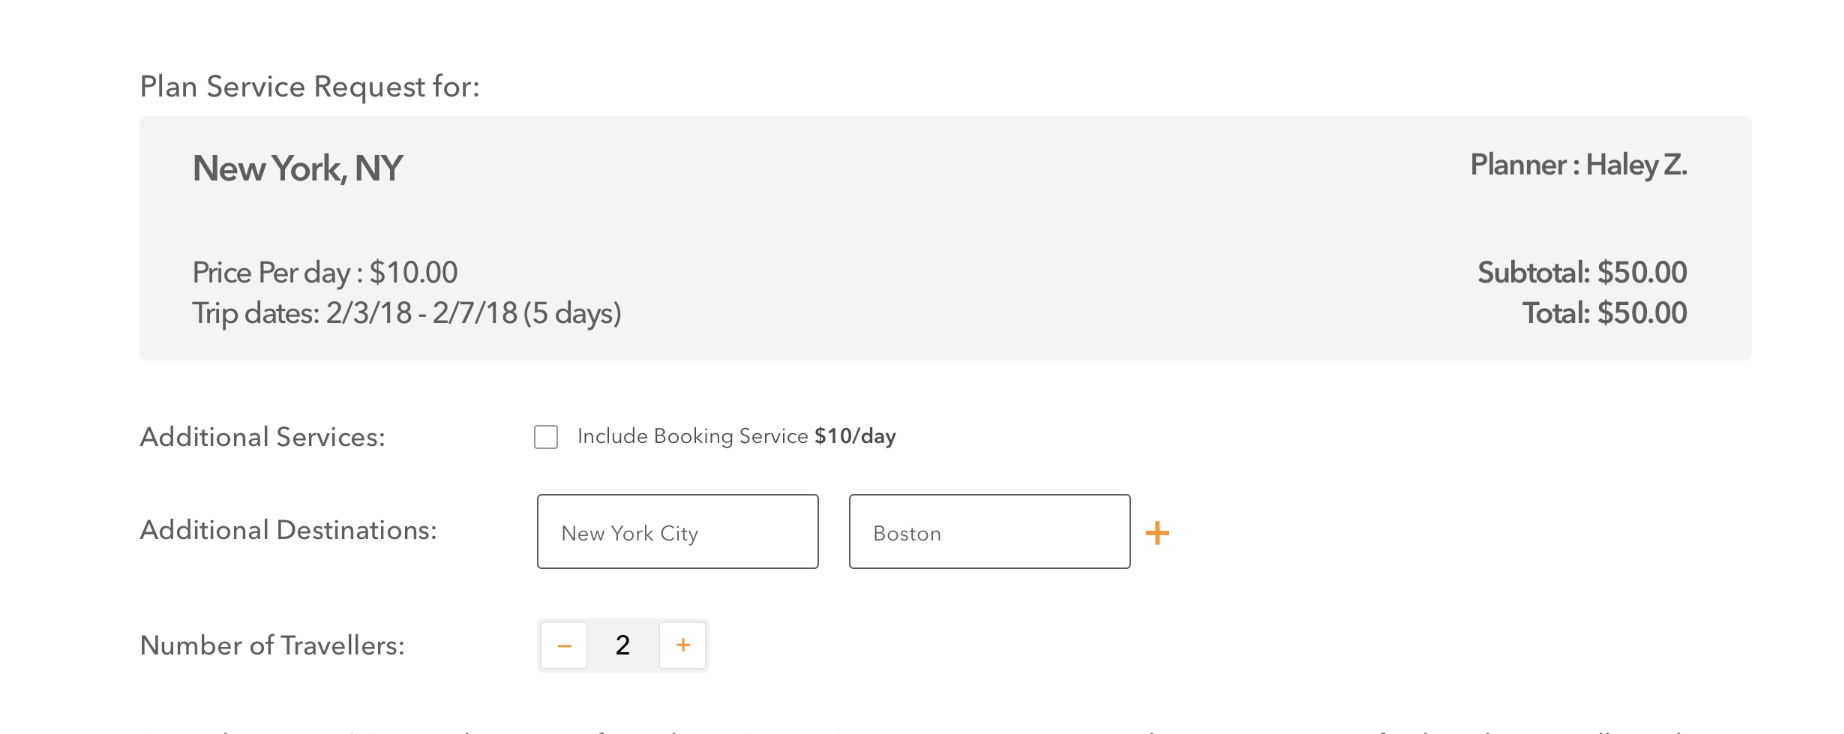 Plan Service Request for:
New York, NY
Planner : Haley Z.
Price Per day : $10.00
Subtotal: $50.00
Trip dates: 2/3/18 - 2/7/18 (5 days)
Total: $50.00
Additional Services:
Include Booking Service $10/day
Additional Destinations:
New York City
Boston
+
Number of Travellers:
− 2 +